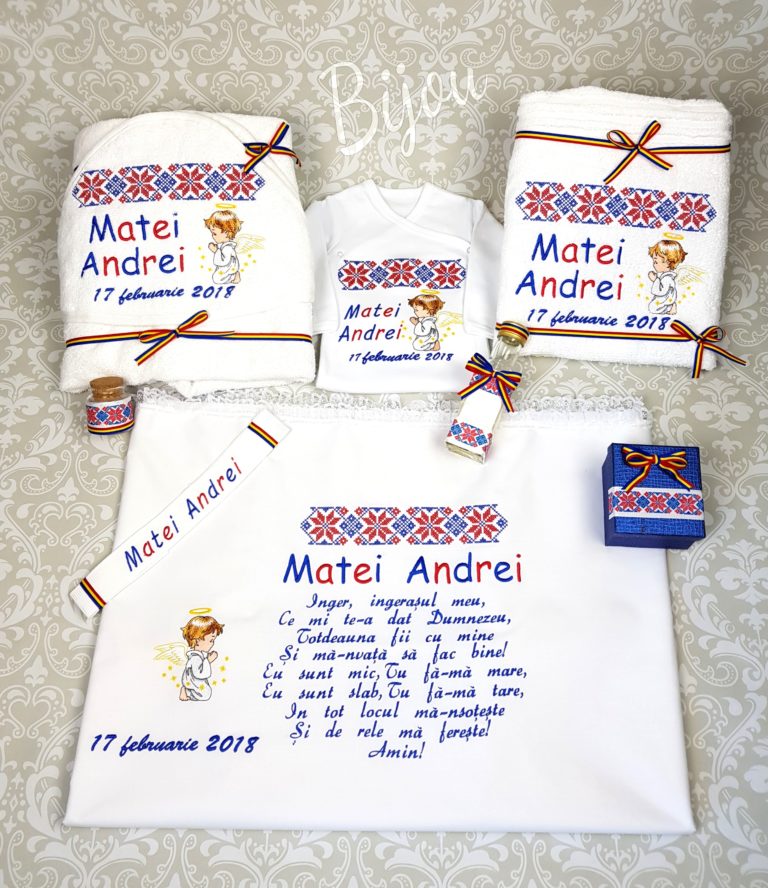 Bijou
Matei
Andrei
17 februarie 2018
Matei
Andrei
17 februarie 2018
Matei
Andrei
17 februarie 2018
Matei Andrei
Matei Andrei
Inger, ingerașul meu,
Ce mi te-a dat Dumnezeu,
Totdeauna fii cu mine
Și mă-nvață să fac bine!
Eu sunt mic,Tu fă-mă mare,
Eu sunt slab,Tu fă-mă tare,
In tot locul mă-nsoțește
Și de rele mă ferește!
Amin!
17 februarie 2018